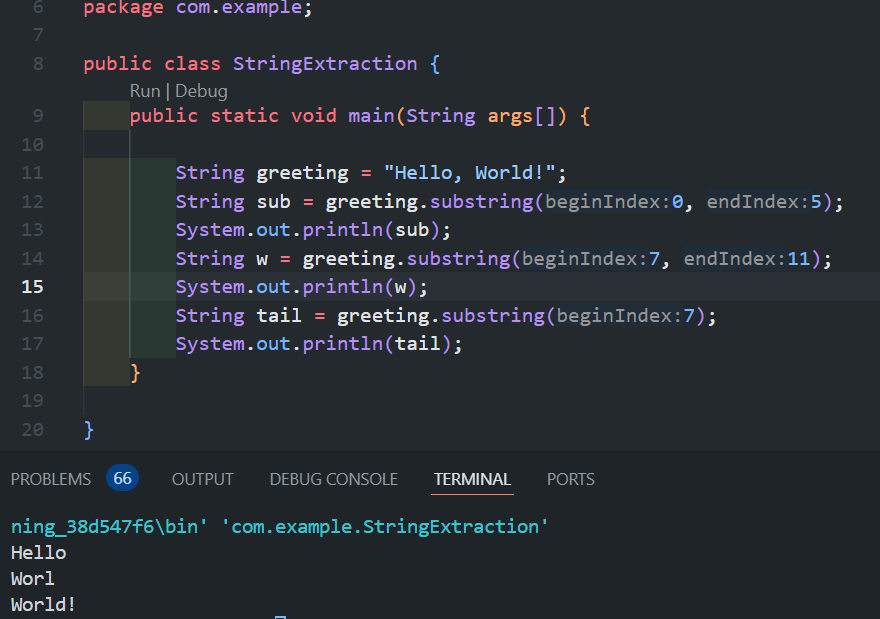 6 package com.example;
7
8 public class StringExtraction {
Run | Debug
9 public static void main(String args[]) {
10
11 String greeting = "Hello, World!";
12 String sub = greeting.substring(beginIndex:0, endIndex:5);
13 System.out.println(sub);
14 String w = greeting.substring(beginIndex:7, endIndex:11);
15 System.out.println(w);
16 String tail = greeting.substring(beginIndex:7);
17 System.out.println(tail);
18 }
19
20 }
PROBLEMS 66 OUTPUT DEBUG CONSOLE TERMINAL PORTS
ning_38d547f6\bin' 'com.example.StringExtraction'
Hello
Worl
World!